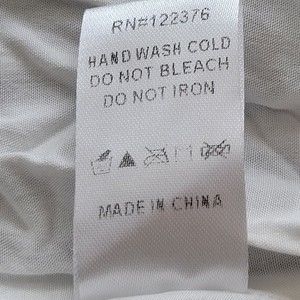 RN#122376
HAND WASH COLD
DO NOT BLEACH
DO NOT IRON
MADE IN CHINA